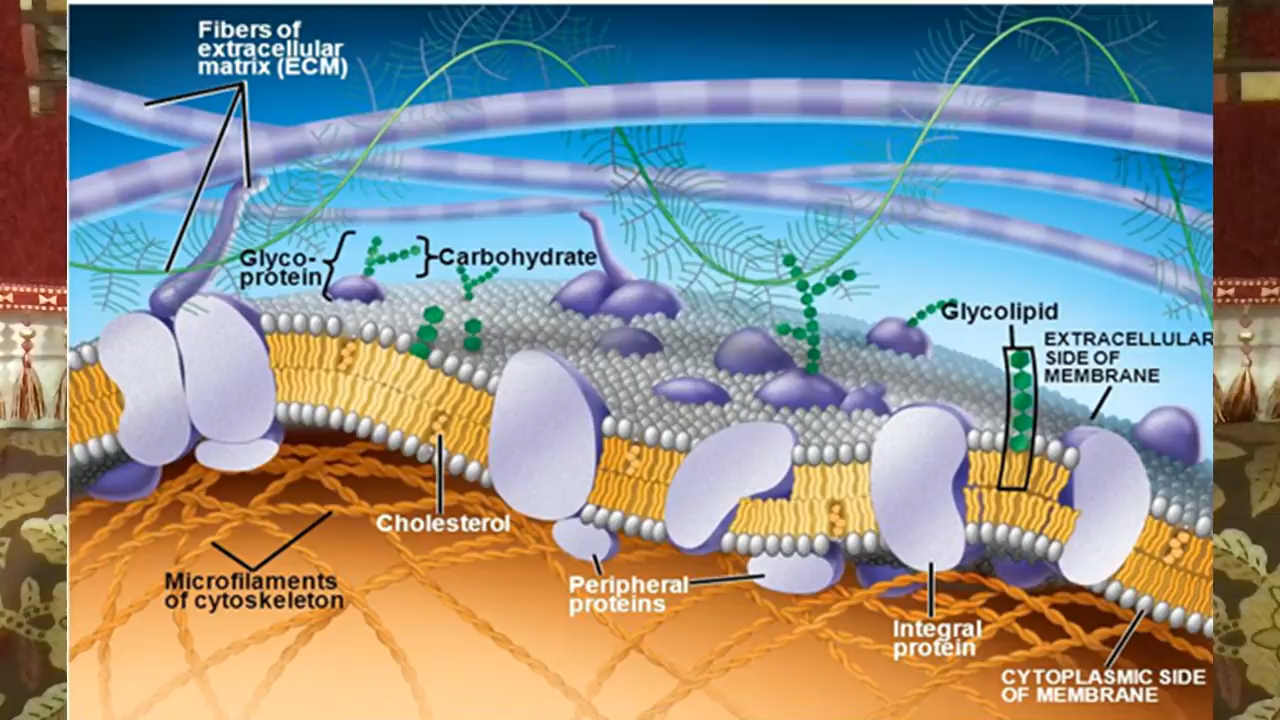 Fibers of
extracellular
matrix (ECM)
Glyco-
protein
Carbohydrate
Glycolipid
EXTRACELLULAR
SIDE OF
MEMBRANE
Cholesterol
Microfilaments
of cytoskeleton
Peripheral
proteins
Integral
protein
CYTOPLASMIC SIDE
OF MEMBRANE